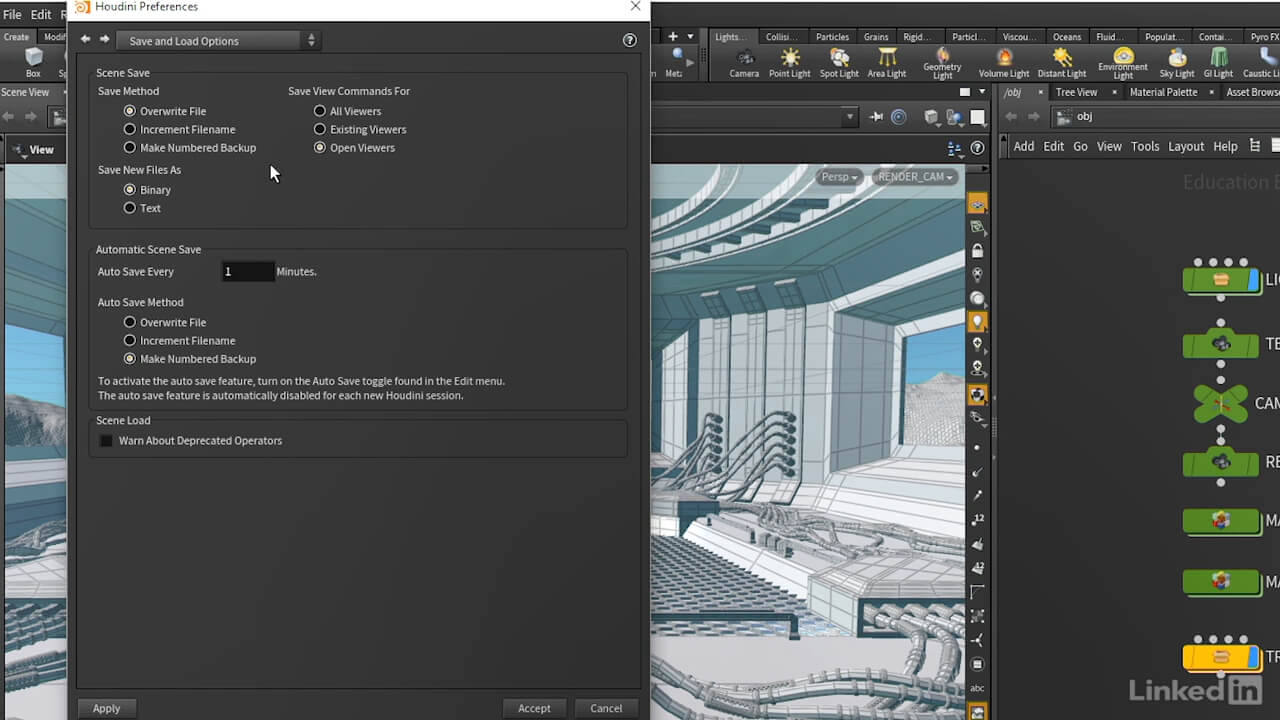 Houdini Preferences
File Edit
Save and Load Options
Create Modif
Lights... Collisi... Particles Grains Rigid... Particl... Viscou... Oceans Fluid... Populat... Contai... Pyro FX
Box
Camera Point Light Spot Light Area Light Geometry Light Volume Light Distant Light Environment Light Sky Light GI Light Caustic Li
Scene View
/obj Tree View Material Palette Asset Browse
obj
View
Add Edit Go View Tools Layout Help
Persp RENDER_CAM
Education E
Scene Save
Save Method
Save View Commands For
Overwrite File
All Viewers
Increment Filename
Existing Viewers
Make Numbered Backup
Open Viewers
Save New Files As
Binary
Text
Automatic Scene Save
Auto Save Every 1 Minutes.
Auto Save Method
Overwrite File
Increment Filename
Make Numbered Backup
To activate the auto save feature, turn on the Auto Save toggle found in the Edit menu.
The auto save feature is automatically disabled for each new Houdini session.
Scene Load
Warn About Deprecated Operators
Apply
Accept
Cancel
LI
TE
CAM
RE
MA
MA
TR
12
12
abc
Linked in